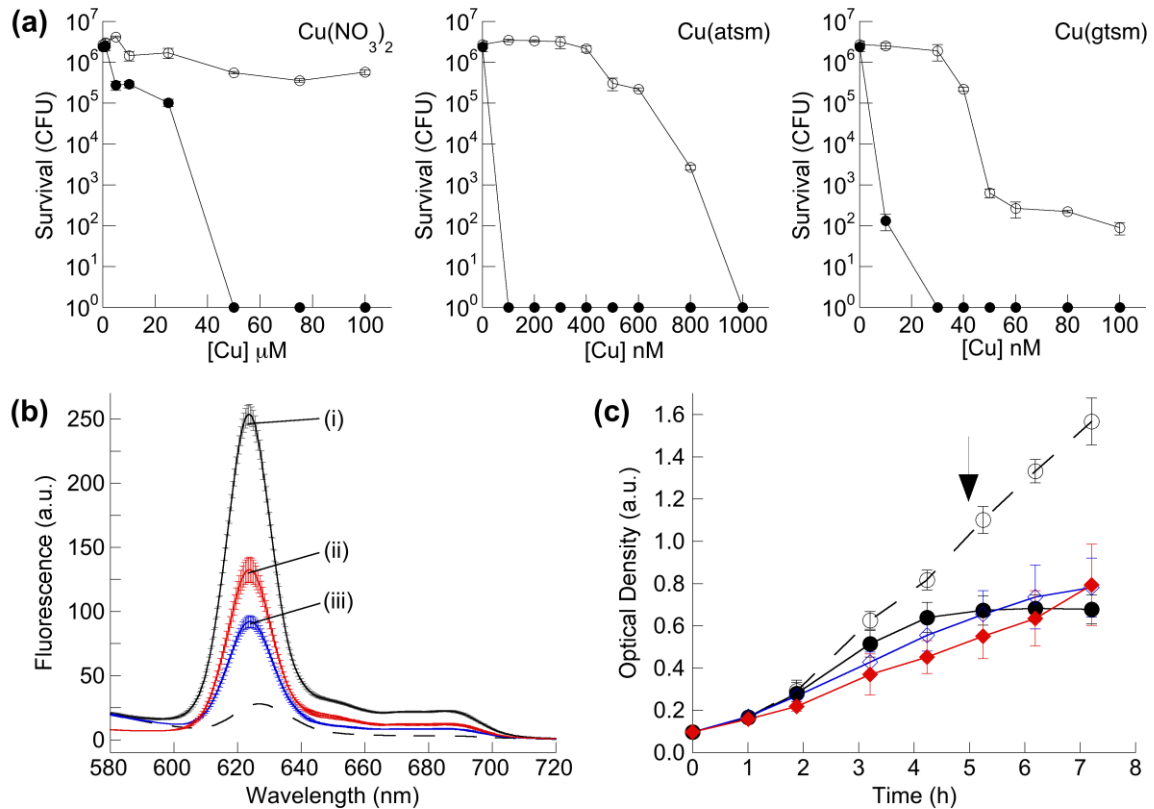 (a)
Cu(NO3)2
Survival (CFU)
10^7
10^6
10^5
10^4
10^3
10^2
10^1
10^0
0 20 40 60 80 100
[Cu] μM
Cu(atsm)
Survival (CFU)
10^7
10^6
10^5
10^4
10^3
10^2
10^1
10^0
0 200 400 600 800 1000
[Cu] nM
Cu(gtsm)
Survival (CFU)
10^7
10^6
10^5
10^4
10^3
10^2
10^1
10^0
0 20 40 60 80 100
[Cu] nM
(b)
Fluorescence (a.u.)
250
200
150
100
50
0
(i)
(ii)
(iii)
580 600 620 640 660 680 700 720
Wavelength (nm)
(c)
Optical Density (a.u.)
1.6
1.4
1.2
1.0
0.8
0.6
0.4
0.2
0.0
0 1 2 3 4 5 6 7 8
Time (h)